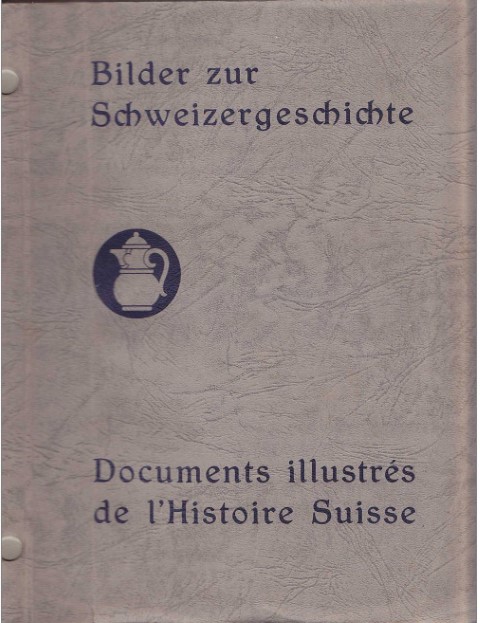 Bilder zur
Schweizergeschichte
Documents illustrés
de l'Histoire Suisse